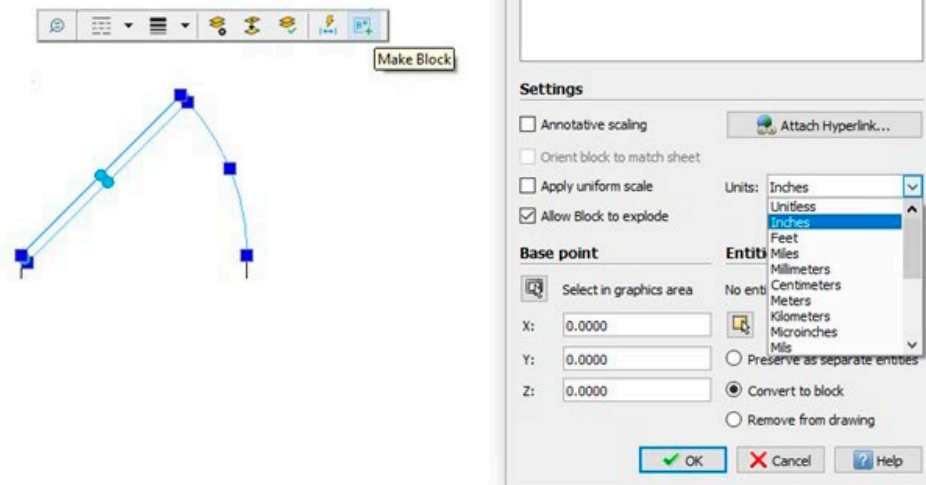 Make Block
Settings
Annotative scaling
Attach Hyperlink...
Orient block to match sheet
Apply uniform scale
Units: Inches
Allow Block to explode
Unitless
Inches
Feet
Miles
Millimeters
Centimeters
Meters
Kilometers
Microinches
Mils
Base point
Entiti
Select in graphics area
No enti
X: 0.0000
Y: 0.0000
Preserve as separate entities
Z: 0.0000
Convert to block
Remove from drawing
OK
Cancel
Help